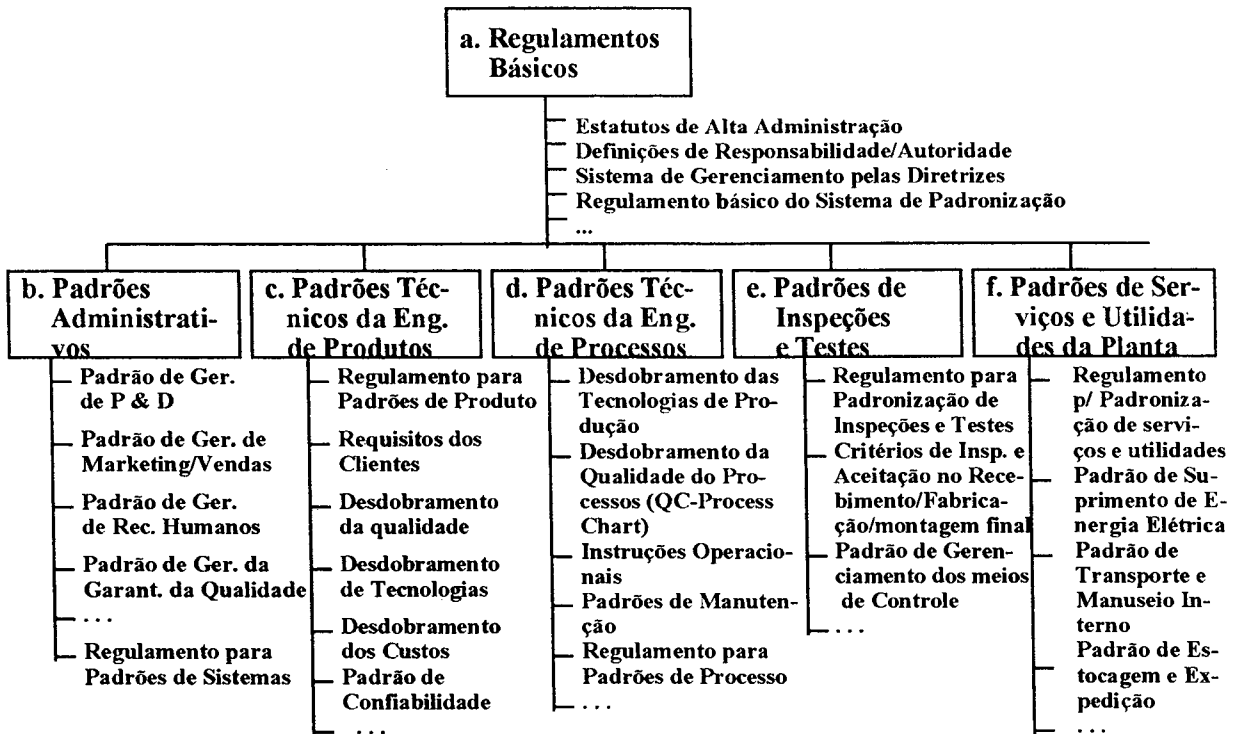 a. Regulamentos
Básicos
Estatutos de Alta Administração
Definições de Responsabilidade/Autoridade
Sistema de Gerenciamento pelas Diretrizes
Regulamento básico do Sistema de Padronização
...
b. Padrões
Administrati-
vos
Padrão de Ger.
de P & D
Padrão de Ger. de
Marketing/Vendas
Padrão de Ger.
de Rec. Humanos
Padrão de Ger. da
Garant. da Qualidade
. . .
Regulamento para
Padrões de Sistemas
c. Padrões Téc-
nicos da Eng.
de Produtos
Regulamento para
Padrões de Produto
Requisitos dos
Clientes
Desdobramento
da qualidade
Desdobramento
de Tecnologias
Desdobramento
dos Custos
Padrão de
Confiabilidade
. . .
d. Padrões Téc-
nicos da Eng.
de Processos
Desdobramento das
Tecnologias de Pro-
dução
Desdobramento da
Qualidade do Pro-
cessos (QC-Process
Chart)
Instruções Operacio-
nais
Padrões de Manuten-
ção
Regulamento para
Padrões de Processo
. . .
e. Padrões de
Inspeções
e Testes
Regulamento para
Padronização de
Inspeções e Testes
Critérios de Insp. e
Aceitação no Rece-
bimento/Fabrica-
ção/montagem final
Padrão de Geren-
ciamento dos meios
de Controle
. . .
f. Padrões de Ser-
viços e Utilida-
des da Planta
Regulamento
p/ Padroniza-
ção de servi-
ços e utilidades
Padrão de Su-
primento de E-
nergia Elétrica
Padrão de
Transporte e
Manuseio In-
terno
Padrão de Es-
tocagem e Ex-
pedição
. . .